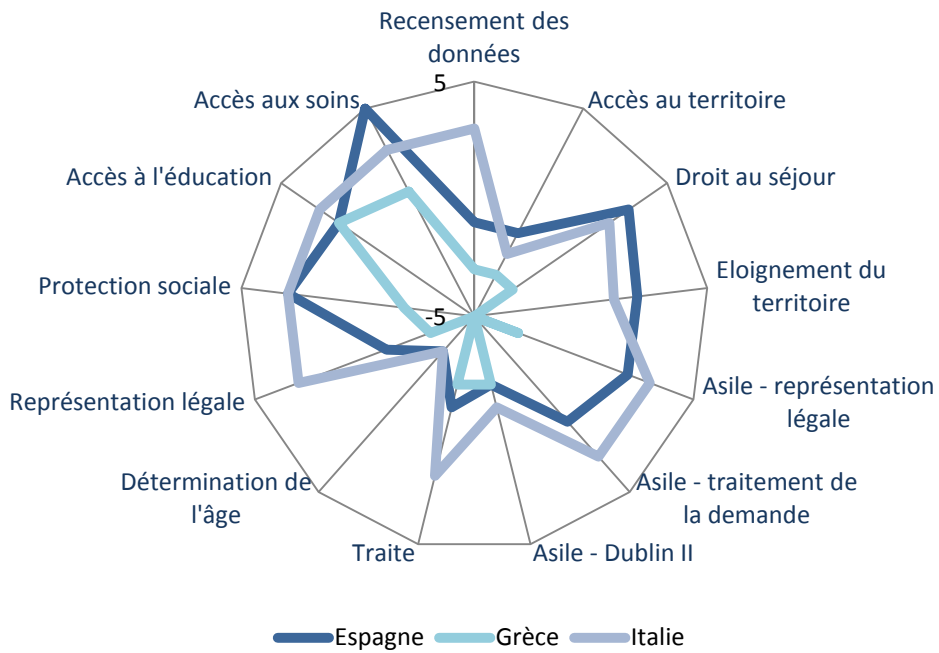 Recensement des
données
5
Accès aux soins
Accès au territoire
Accès à l'éducation
Droit au séjour
Protection sociale
Eloignement du
territoire
-5
Représentation légale
Asile - représentation
légale
Détermination de
l'âge
Asile - traitement de
la demande
Traite
Asile - Dublin II
Espagne
Grèce
Italie